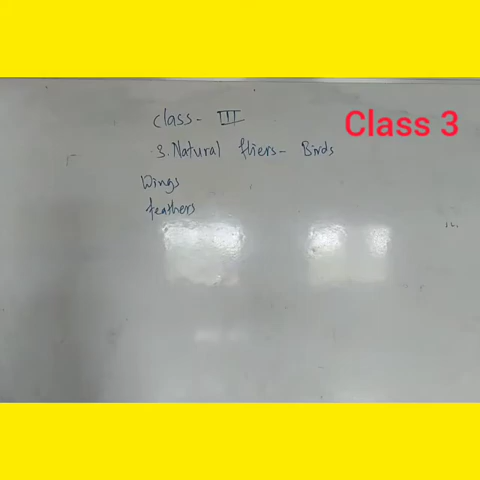 Class - III
Class 3
3. Natural fliers - Birds
Wings
feathers